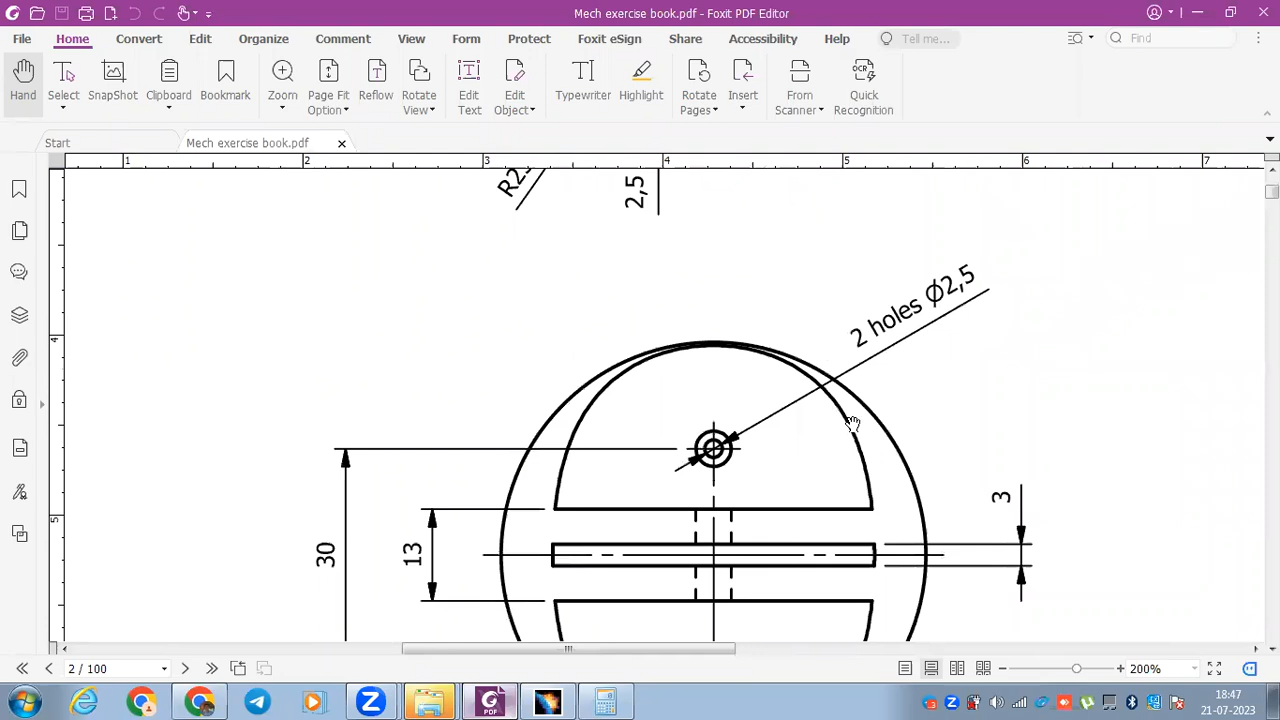 Mech exercise book.pdf - Foxit PDF Editor
File Home Convert Edit Organize Comment View Form Protect Foxit eSign Share Accessibility Help Tell me... Find
Hand Select SnapShot Clipboard Bookmark Zoom Page Fit Option Reflow Rotate View Edit Text Edit Object Typewriter Highlight Rotate Pages Insert From Scanner OCR Quick Recognition
Start Mech exercise book.pdf
1 2 3 4 5 6 7
2,5
2 holes Ø2,5
4
3
5
30
13
2 / 100
200%
PDF
18:47
21-07-2023